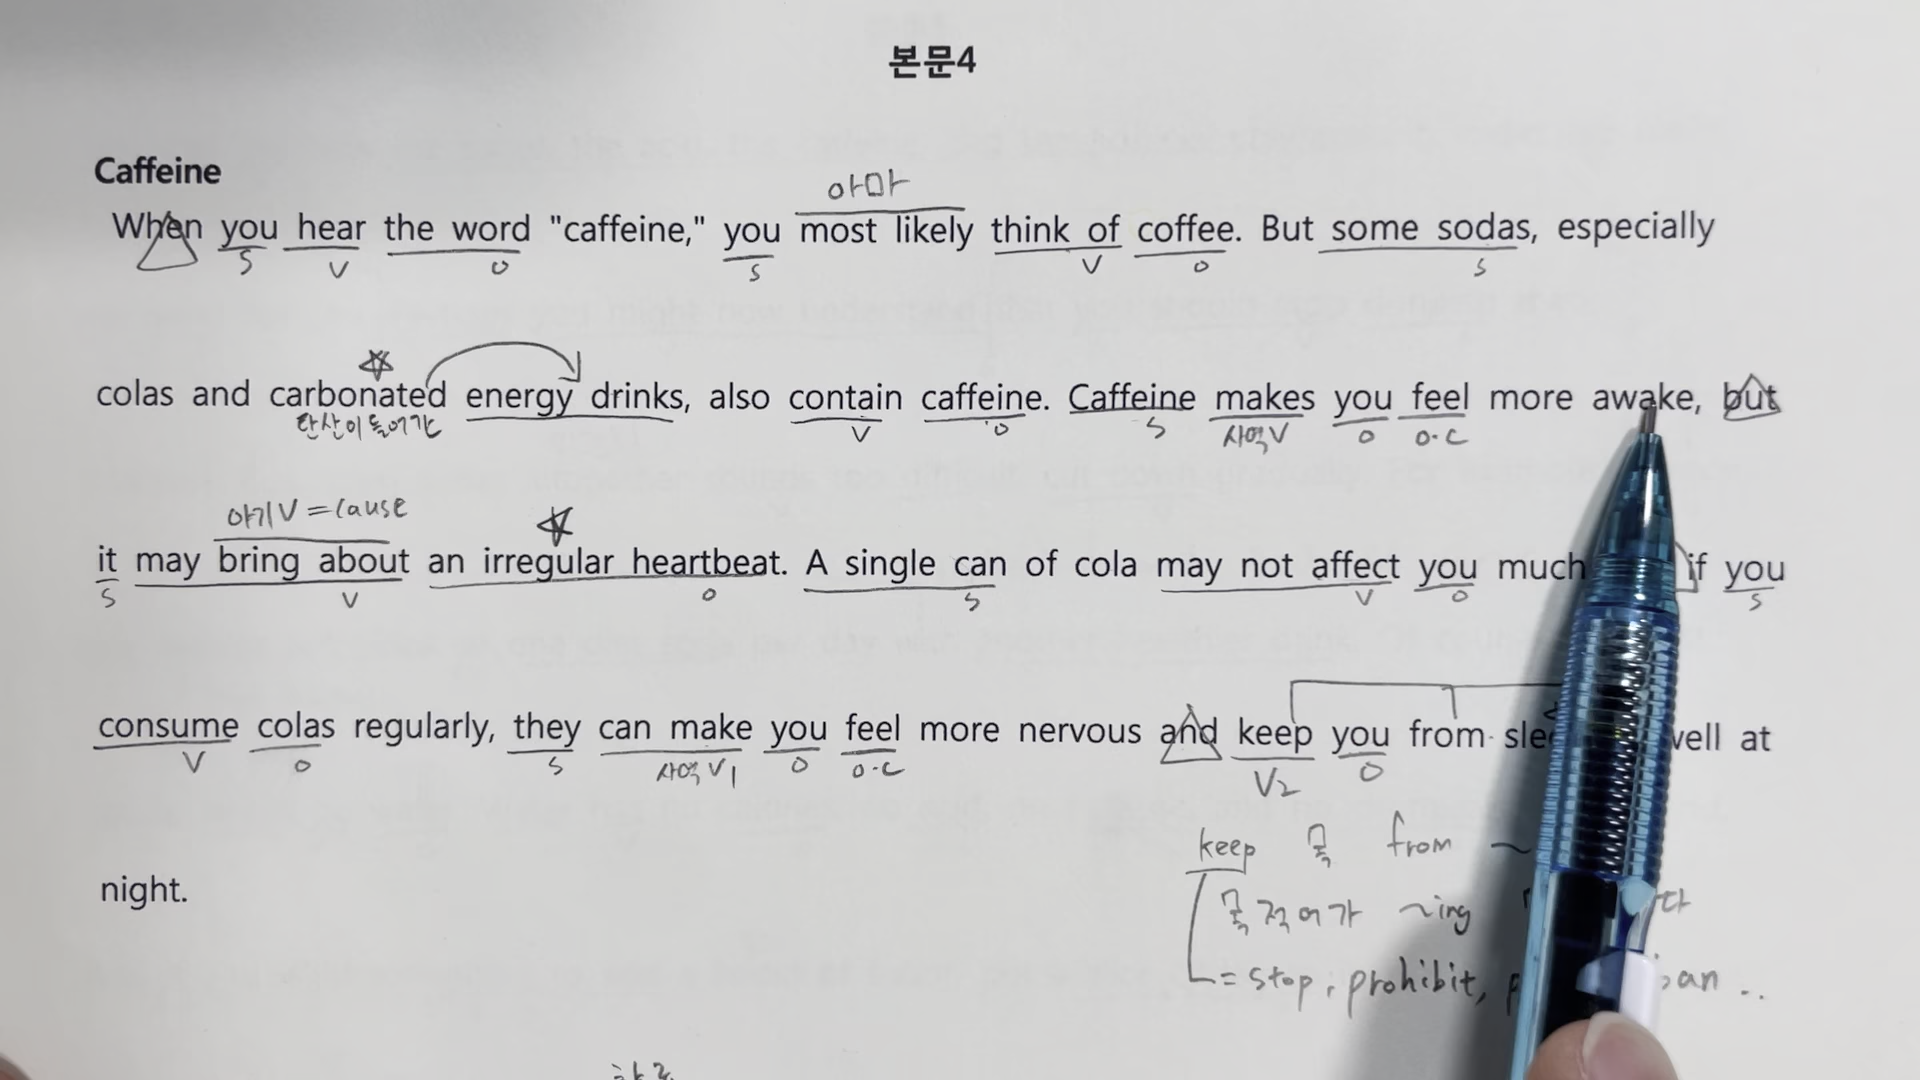 본문4
Caffeine
아마
When you hear the word "caffeine," you most likely think of coffee. But some sodas, especially
S V O S V O S
colas and carbonated energy drinks, also contain caffeine. Caffeine makes you feel more awake, but
탄산이 들어간 V O S 사역V O O.C
야기V = cause
it may bring about an irregular heartbeat. A single can of cola may not affect you much if you
S V O S V O S
consume colas regularly, they can make you feel more nervous and keep you from well at
V O S 사역V1 O O.C V2 O
night.
keep 목 from ~
목적어가 ~ing 다
= stop, prohibit,